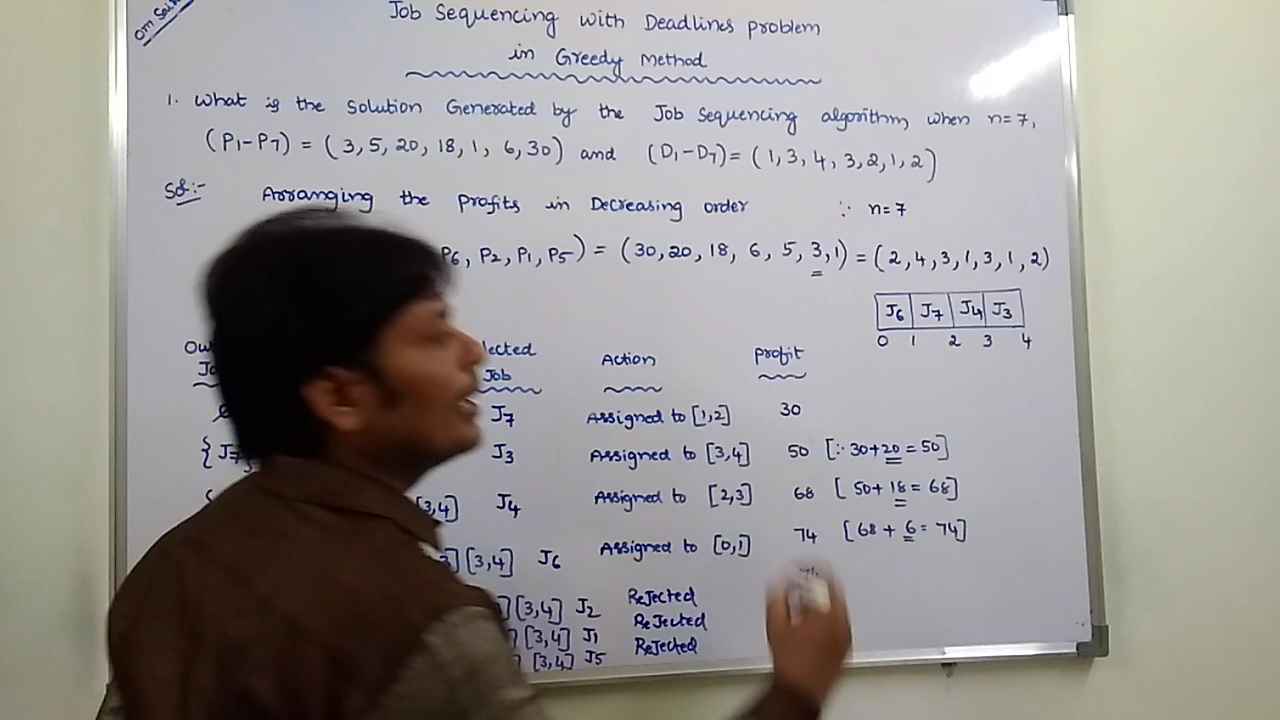 Om Sai
Job Sequencing with Deadlines problem
in Greedy Method
1. What is the Solution Generated by the Job Sequencing algorithm, when n=7,
(P1-P7) = (3, 5, 20, 18, 1, 6, 30) and (D1-D7) = (1, 3, 4, 3, 2, 1, 2)
Sol:- Arranging the profits in Decreasing order ∵ n=7
P6, P2, P1, P5) = (30, 20, 18, 6, 5, 3, 1) = (2, 4, 3, 1, 3, 1, 2)
J6 J7 J4 J3
0 1 2 3 4
Action profit
Job
J7 Assigned to [1,2] 30
{J7 J3 Assigned to [3,4] 50 [∵ 30+20 = 50]
[3,4] J4 Assigned to [2,3] 68 [50+18 = 68]
[3,4] J6 Assigned to [0,1] 74 [68+6 = 74]
[3,4] J2 Rejected
[3,4] J1 Rejected
[3,4] J5 Rejected